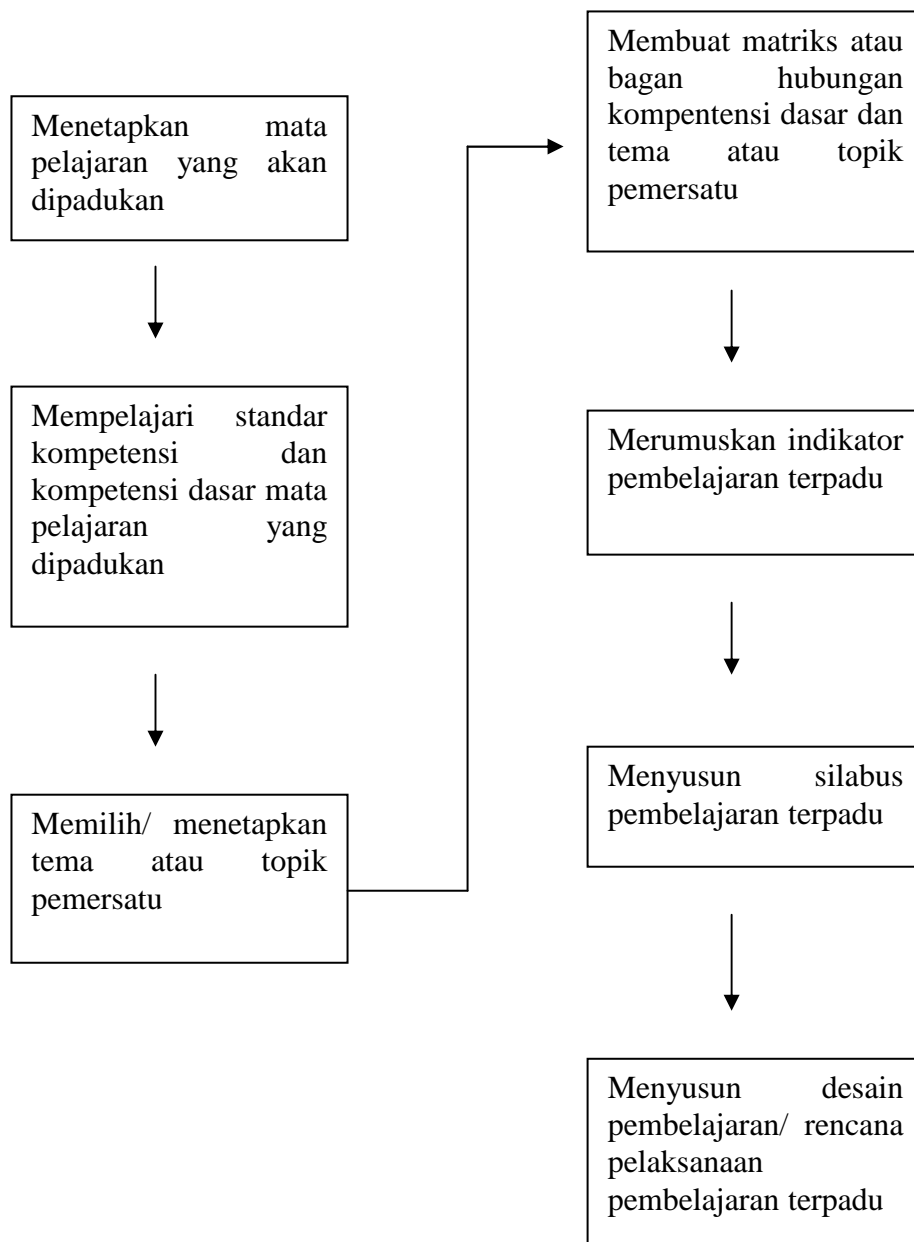 Menetapkan mata
pelajaran yang akan
dipadukan
Mempelajari standar
kompetensi dan
kompetensi dasar mata
pelajaran yang
dipadukan
Memilih/ menetapkan
tema atau topik
pemersatu
Membuat matriks atau
bagan hubungan
kompentensi dasar dan
tema atau topik
pemersatu
Merumuskan indikator
pembelajaran terpadu
Menyusun silabus
pembelajaran terpadu
Menyusun desain
pembelajaran/ rencana
pelaksanaan
pembelajaran terpadu